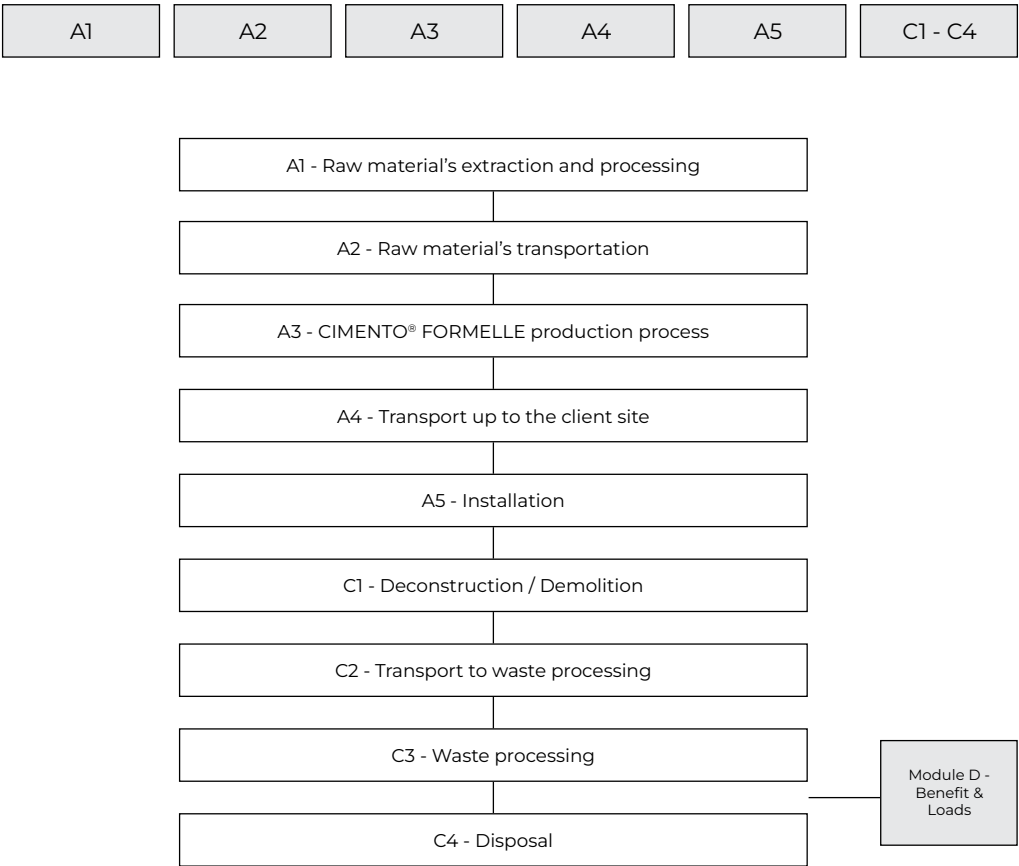 A1
A2
A3
A4
A5
C1 - C4
A1 - Raw material’s extraction and processing
A2 - Raw material’s transportation
A3 - CIMENTO® FORMELLE production process
A4 - Transport up to the client site
A5 - Installation
C1 - Deconstruction / Demolition
C2 - Transport to waste processing
C3 - Waste processing
Module D -
Benefit &
Loads
C4 - Disposal